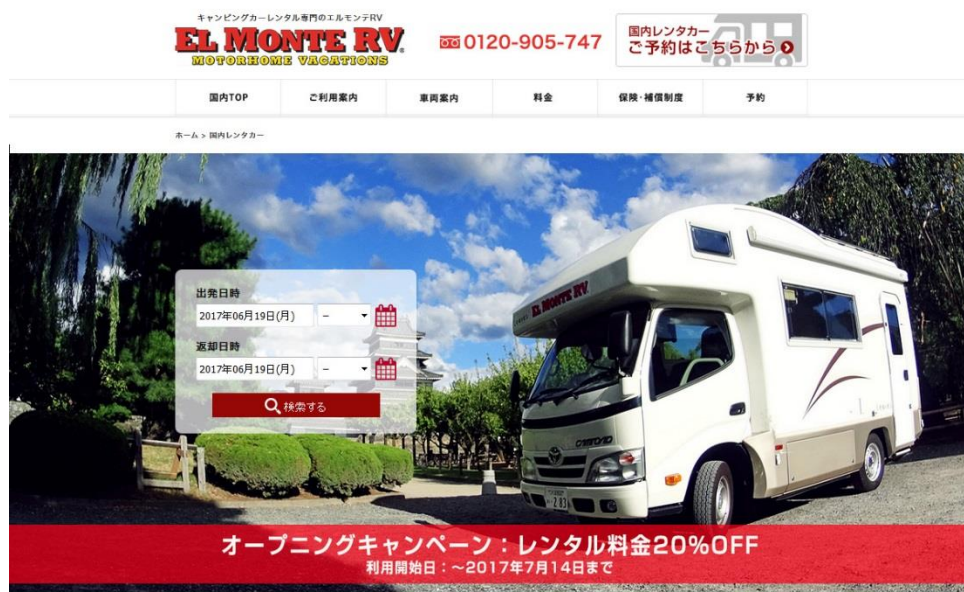 キャンピングカーレンタル専門のエルモンテRV
EL MONTE RV
MOTORHOME VACATIONS
0120-905-747
国内レンタカー
ご予約はこちらから
国内TOP
ご利用案内
車両案内
料金
保険・補償制度
予約
ホーム > 国内レンタカー
出発日時
2017年06月19日(月)
–
返却日時
2017年06月19日(月)
–
検索する
EL MONTE RV
CAMROAD
オープニングキャンペーン：レンタル料金20%OFF
利用開始日：～2017年7月14日まで